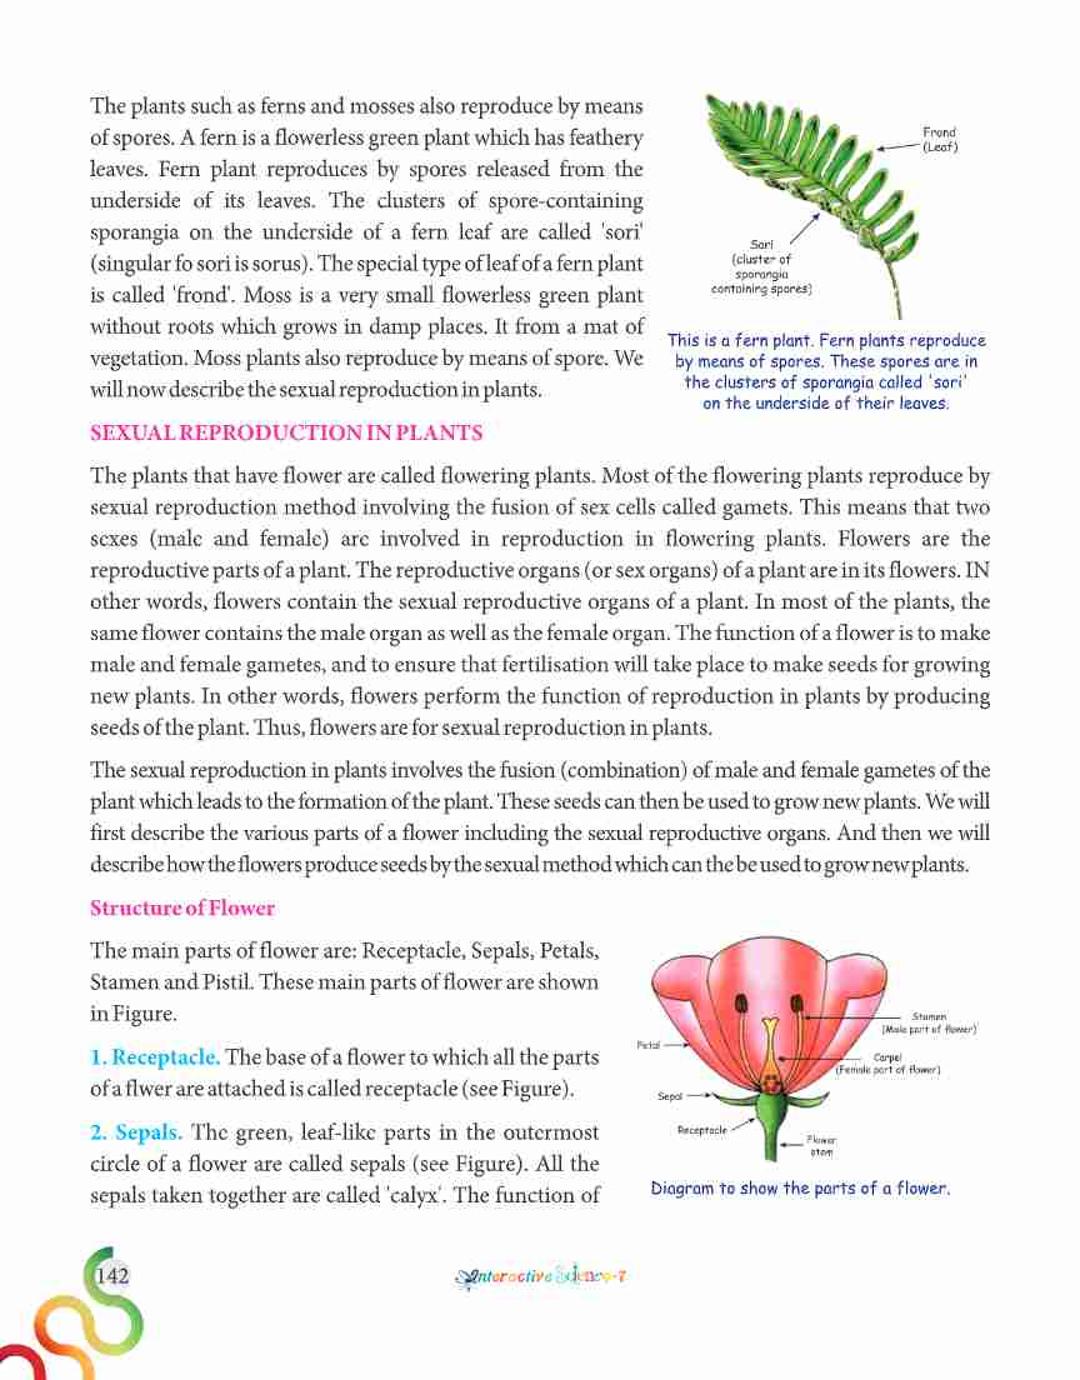 The plants such as ferns and mosses also reproduce by means
of spores. A fern is a flowerless green plant which has feathery
leaves. Fern plant reproduces by spores released from the
underside of its leaves. The clusters of spore-containing
sporangia on the underside of a fern leaf are called 'sori'
(singular fo sori is sorus). The special type of leaf of a fern plant
is called 'frond'. Moss is a very small flowerless green plant
without roots which grows in damp places. It from a mat of
vegetation. Moss plants also reproduce by means of spore. We
will now describe the sexual reproduction in plants.
Frond
(Leaf)
Sori
(cluster of
sporangia
containing spores)
This is a fern plant. Fern plants reproduce
by means of spores. These spores are in
the clusters of sporangia called 'sori'
on the underside of their leaves.
SEXUAL REPRODUCTION IN PLANTS
The plants that have flower are called flowering plants. Most of the flowering plants reproduce by
sexual reproduction method involving the fusion of sex cells called gamets. This means that two
sexes (male and female) are involved in reproduction in flowering plants. Flowers are the
reproductive parts of a plant. The reproductive organs (or sex organs) of a plant are in its flowers. IN
other words, flowers contain the sexual reproductive organs of a plant. In most of the plants, the
same flower contains the male organ as well as the female organ. The function of a flower is to make
male and female gametes, and to ensure that fertilisation will take place to make seeds for growing
new plants. In other words, flowers perform the function of reproduction in plants by producing
seeds of the plant. Thus, flowers are for sexual reproduction in plants.
The sexual reproduction in plants involves the fusion (combination) of male and female gametes of the
plant which leads to the formation of the plant. These seeds can then be used to grow new plants. We will
first describe the various parts of a flower including the sexual reproductive organs. And then we will
describe how the flowers produce seeds by the sexual method which can the be used to grow new plants.
Structure of Flower
The main parts of flower are: Receptacle, Sepals, Petals,
Stamen and Pistil. These main parts of flower are shown
in Figure.
1. Receptacle. The base of a flower to which all the parts
of a flwer are attached is called receptacle (see Figure).
2. Sepals. The green, leaf-like parts in the outermost
circle of a flower are called sepals (see Figure). All the
sepals taken together are called 'calyx'. The function of
Stamen
(Male part of flower)
Petal
Carpel
(Female part of flower)
Sepal
Receptacle
Flower
stem
Diagram to show the parts of a flower.
142
Interactive Science-7